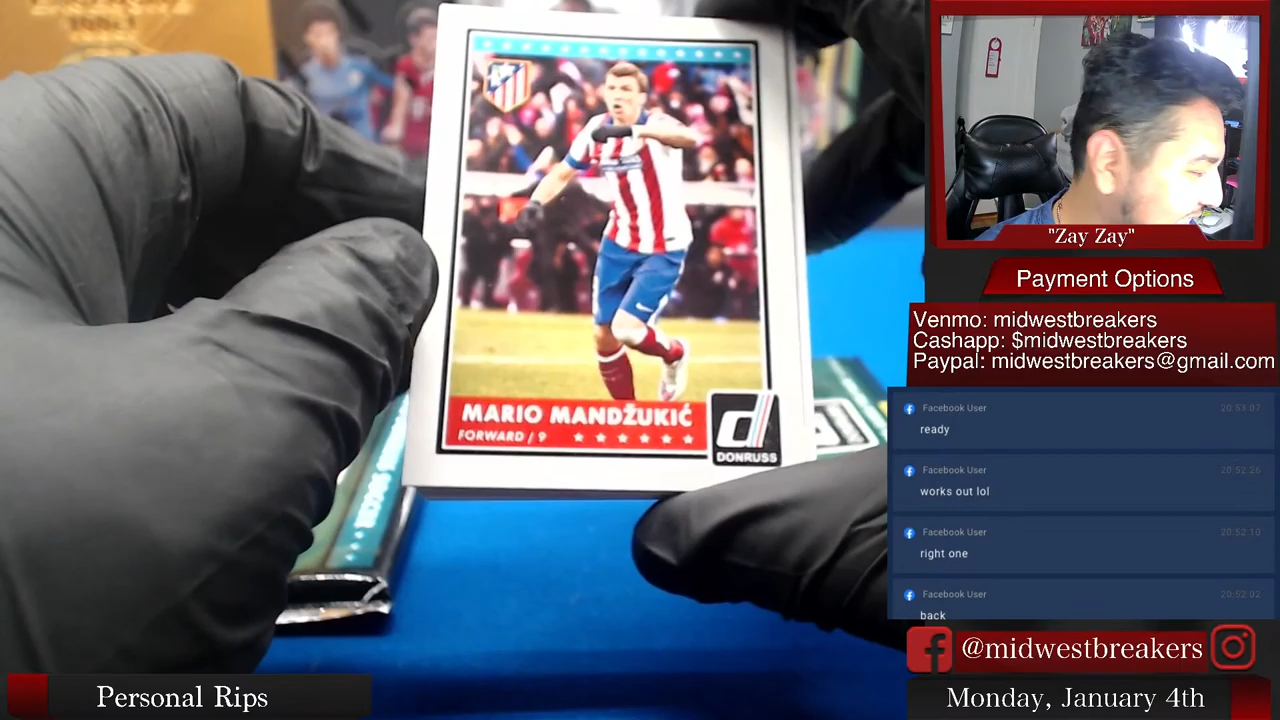 MARIO MANDŽUKIĆ
FORWARD / 9
DONRUSS
SOCCER
"Zay Zay"
Payment Options
Venmo: midwestbreakers
Cashapp: $midwestbreakers
Paypal: midwestbreakers@gmail.com
Facebook User 20:53:07
ready
Facebook User 20:52:26
works out lol
Facebook User 20:52:10
right one
Facebook User 20:52:02
back
@midwestbreakers
Personal Rips
Monday, January 4th